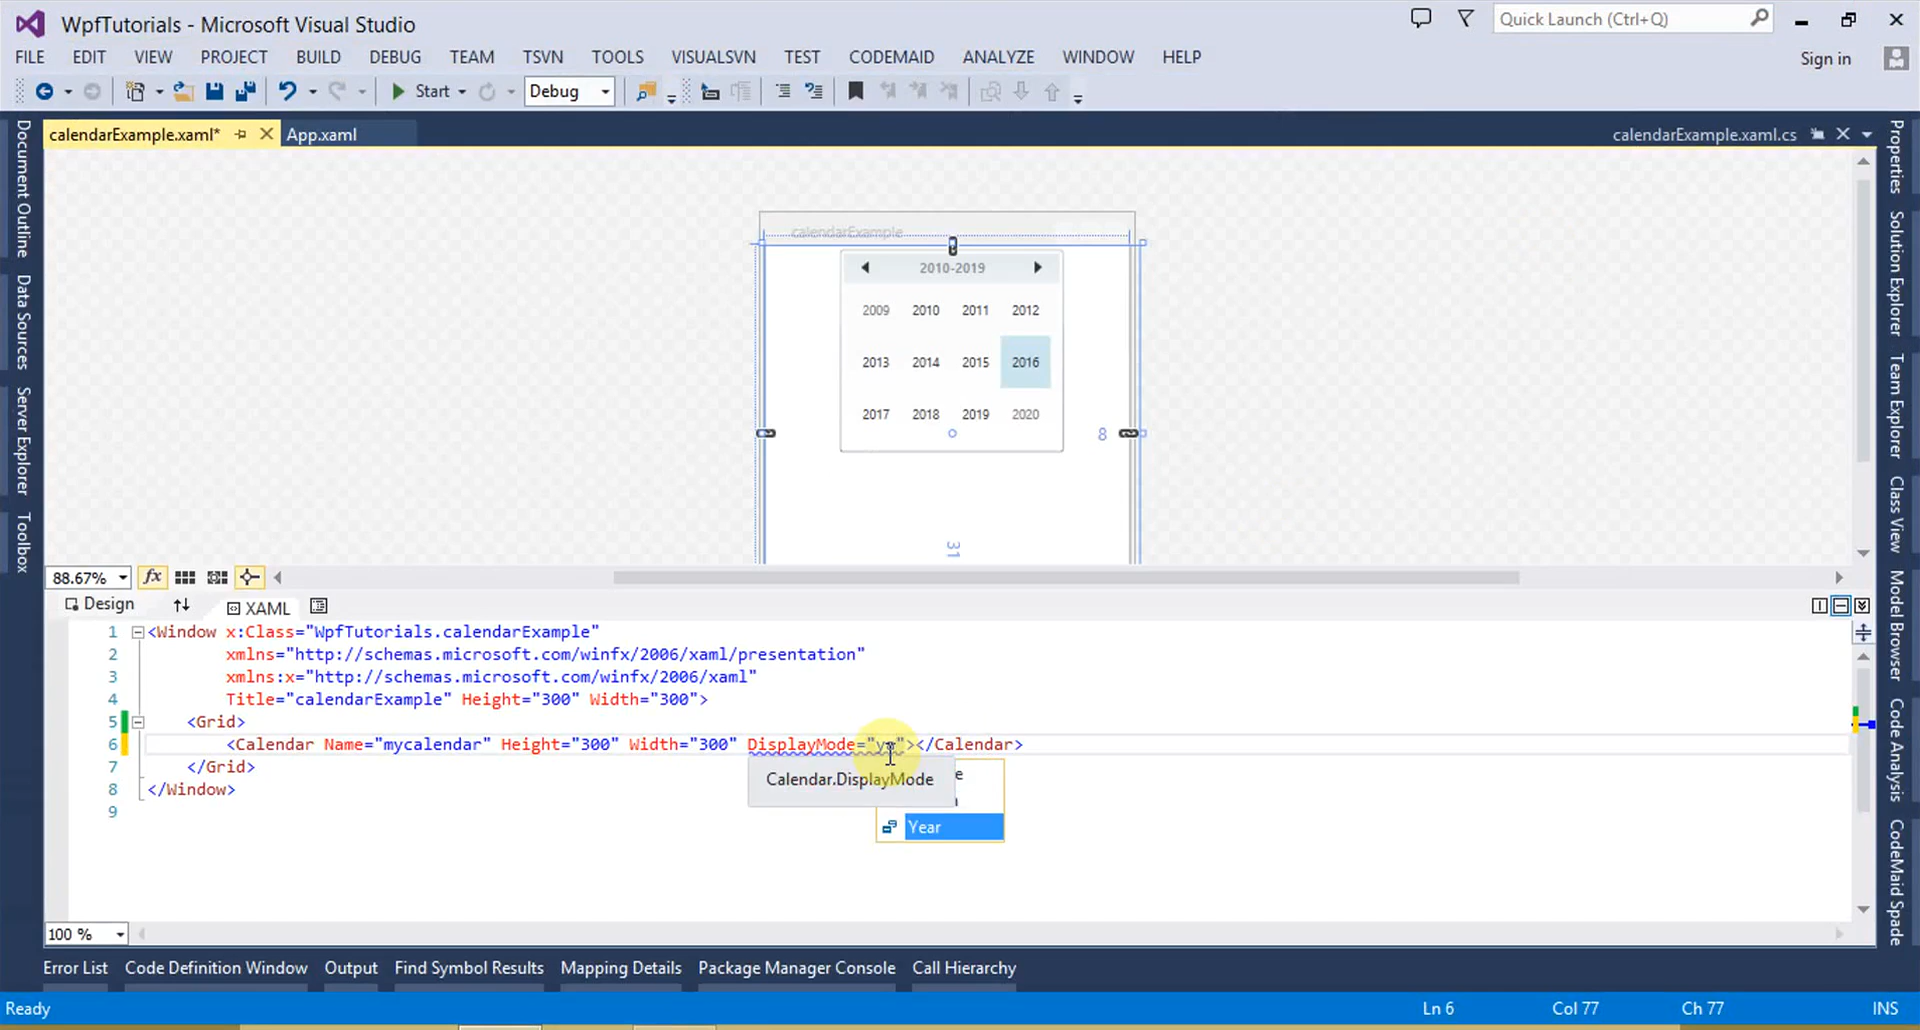 WpfTutorials - Microsoft Visual Studio
Quick Launch (Ctrl+Q)
FILE EDIT VIEW PROJECT BUILD DEBUG TEAM TSVN TOOLS VISUALSVN TEST CODEMAID ANALYZE WINDOW HELP
Sign in
Start Debug
calendarExample.xaml* App.xaml calendarExample.xaml.cs
Document Outline
Data Sources
Server Explorer
Toolbox
calendarExample
2010-2019
2009 2010 2011 2012
2013 2014 2015 2016
2017 2018 2019 2020
8
31
Properties
Solution Explorer
Team Explorer
Class View
Model Browser
Code Analysis
CodeMaid Spade
88.67% fx
Design XAML
1 <Window x:Class="WpfTutorials.calendarExample"
2 xmlns="http://schemas.microsoft.com/winfx/2006/xaml/presentation"
3 xmlns:x="http://schemas.microsoft.com/winfx/2006/xaml"
4 Title="calendarExample" Height="300" Width="300">
5 <Grid>
6 <Calendar Name="mycalendar" Height="300" Width="300" DisplayMode="></Calendar>
7 </Grid>
8 </Window>
9
Calendar.DisplayMode
Year
100 %
Error List Code Definition Window Output Find Symbol Results Mapping Details Package Manager Console Call Hierarchy
Ready Ln 6 Col 77 Ch 77 INS